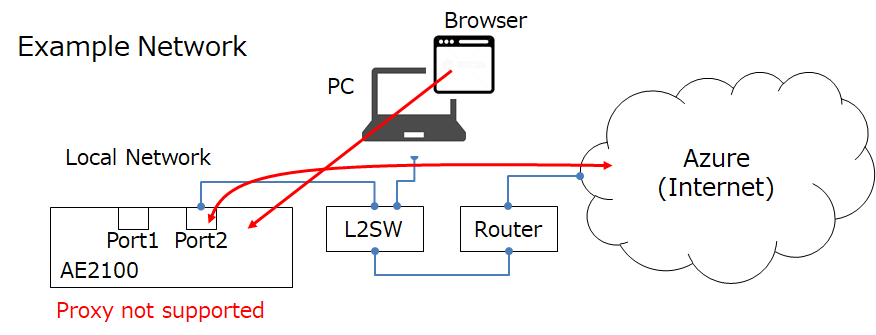 Browser
Example Network
PC
Local Network
Azure
(Internet)
Port1
Port2
L2SW
Router
AE2100
Proxy not supported